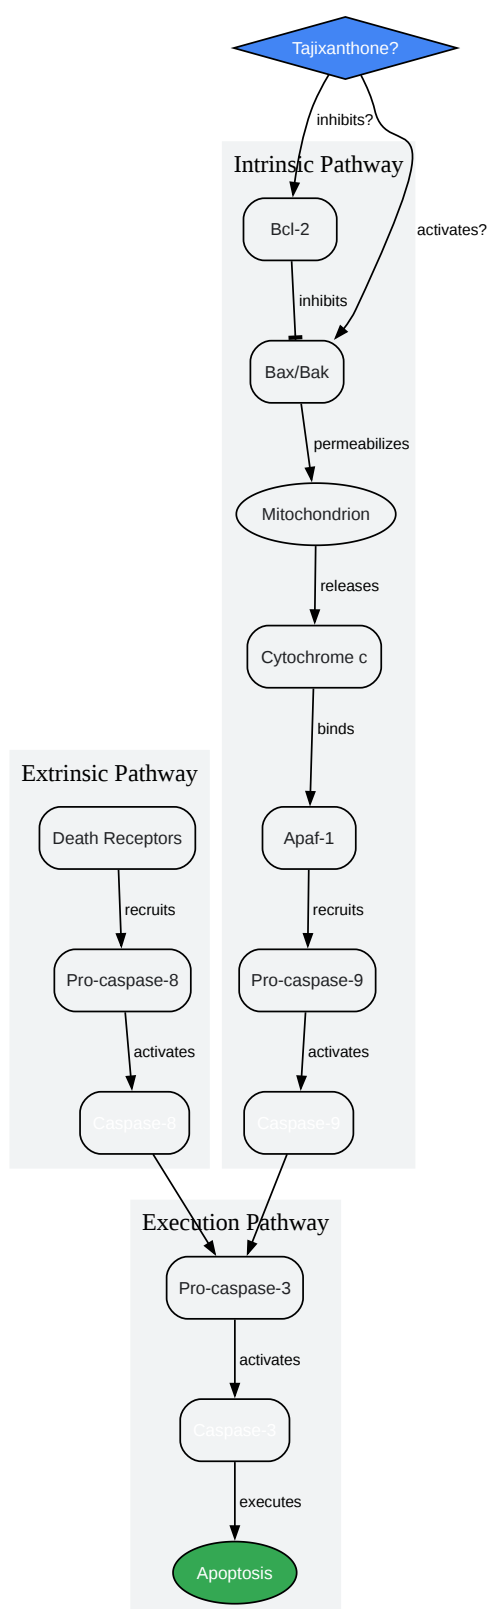 Tajixanthone?
inhibits?
Intrinsic Pathway
Bcl-2
activates?
inhibits
Bax/Bak
permeabilizes
Mitochondrion
releases
Cytochrome c
binds
Extrinsic Pathway
Death Receptors
Apaf-1
recruits
recruits
Pro-caspase-8
Pro-caspase-9
activates
activates
Caspase-8
Caspase-9
Execution Pathway
Pro-caspase-3
activates
Caspase-3
executes
Apoptosis